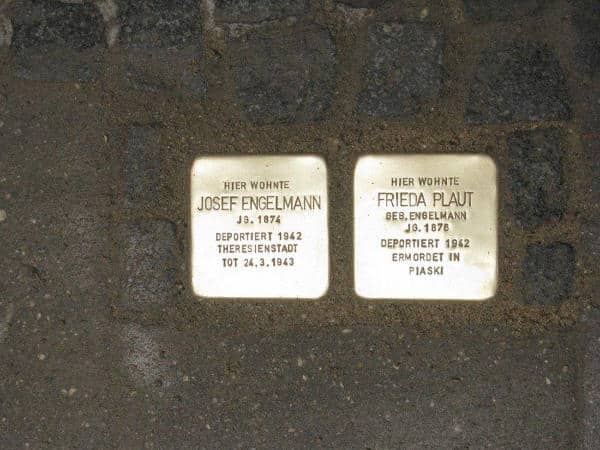 HIER WOHNTE
JOSEF ENGELMANN
JG. 1874
DEPORTIERT 1942
THERESIENSTADT
TOT 24.3.1943
HIER WOHNTE
FRIEDA PLAUT
GEB. ENGELMANN
JG. 1878
DEPORTIERT 1942
ERMORDET IN
PIASKI